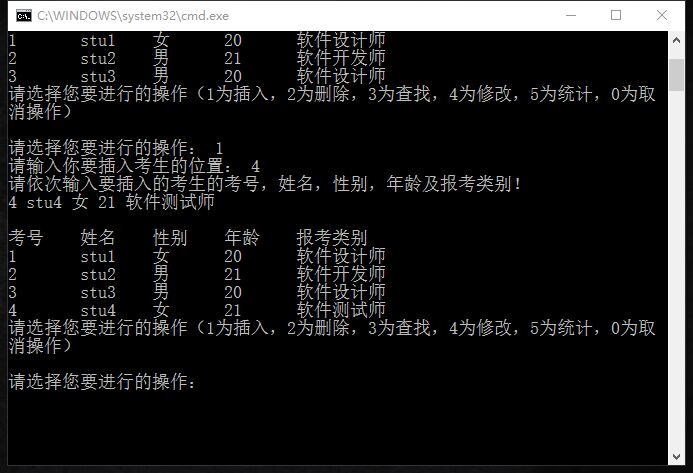 C:\WINDOWS\system32\cmd.exe
1 stu1 女 20 软件设计师
2 stu2 男 21 软件开发师
3 stu3 男 20 软件设计师
请选择您要进行的操作（1为插入，2为删除，3为查找，4为修改，5为统计，0为取
消操作）
请选择您要进行的操作： 1
请输入你要插入考生的位置： 4
请依次输入要插入的考生的考号，姓名，性别，年龄及报考类别！
4 stu4 女 21 软件测试师
考号 姓名 性别 年龄 报考类别
1 stu1 女 20 软件设计师
2 stu2 男 21 软件开发师
3 stu3 男 20 软件设计师
4 stu4 女 21 软件测试师
请选择您要进行的操作（1为插入，2为删除，3为查找，4为修改，5为统计，0为取
消操作）
请选择您要进行的操作：